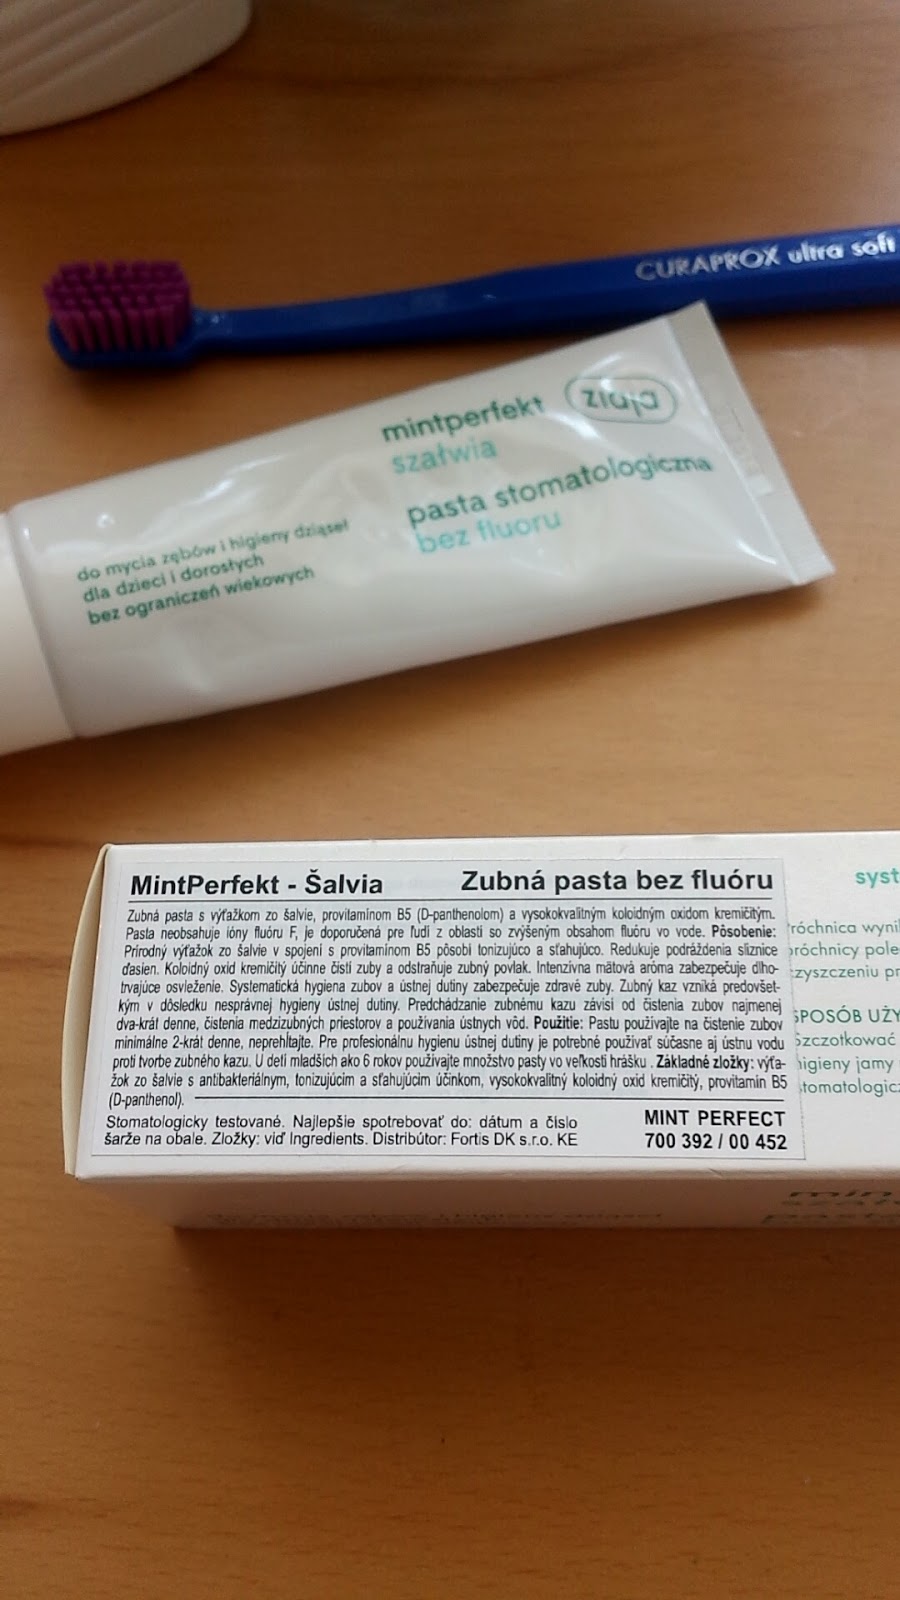 CURAPROX ultra soft
ziaja
mintperfekt
szałwia
pasta stomatologiczna
bez fluoru
do mycia zębów i higieny dziąseł
dla dzieci i dorosłych
bez ograniczeń wiekowych
MintPerfekt - Šalvia Zubná pasta bez fluóru
Zubná pasta s výťažkom zo šalvie, provitamínom B5 (D-panthenolom) a vysokokvalitným koloidným oxidom kremičitým.
Pasta neobsahuje ióny fluóru F, je doporučená pre ľudí z oblastí so zvýšeným obsahom fluóru vo vode. Pôsobenie:
Prírodný výťažok zo šalvie v spojení s provitamínom B5 pôsobí tonizujúco a sťahujúco. Redukuje podráždenia sliznice
ďasien. Koloidný oxid kremičitý účinne čistí zuby a odstraňuje zubný povlak. Intenzívna mätová aróma zabezpečuje dlho-
trvajúce osvieženie. Systematická hygiena zubov a ústnej dutiny zabezpečuje zdravé zuby. Zubný kaz vzniká predovšet-
kým v dôsledku nesprávnej hygieny ústnej dutiny. Predchádzanie zubnému kazu závisí od čistenia zubov najmenej
dva-krát denne, čistenia medzizubných priestorov a používania ústnych vôd. Použitie: Pastu používajte na čistenie zubov
minimálne 2-krát denne, neprehĺtajte. Pre profesionálnu hygienu ústnej dutiny je potrebné používať súčasne aj ústnu vodu
proti tvorbe zubného kazu. U detí mladších ako 6 rokov používajte množstvo pasty vo veľkosti hrášku . Základné zložky: výťa-
žok zo šalvie s antibakteriálnym, tonizujúcim a sťahujúcim účinkom, vysokokvalitný koloidný oxid kremičitý, provitamín B5
(D-panthenol).
Stomatologicky testované. Najlepšie spotrebovať do: dátum a číslo
šarže na obale. Zložky: viď Ingredients. Distribútor: Fortis DK s.r.o. KE
MINT PERFECT
700 392 / 00 452
syst
róchnica wyni
próchnicy pole
czyszczeniu pr
SPOSÓB UŻY
Szczotkować
higieny jamy
stomatologic